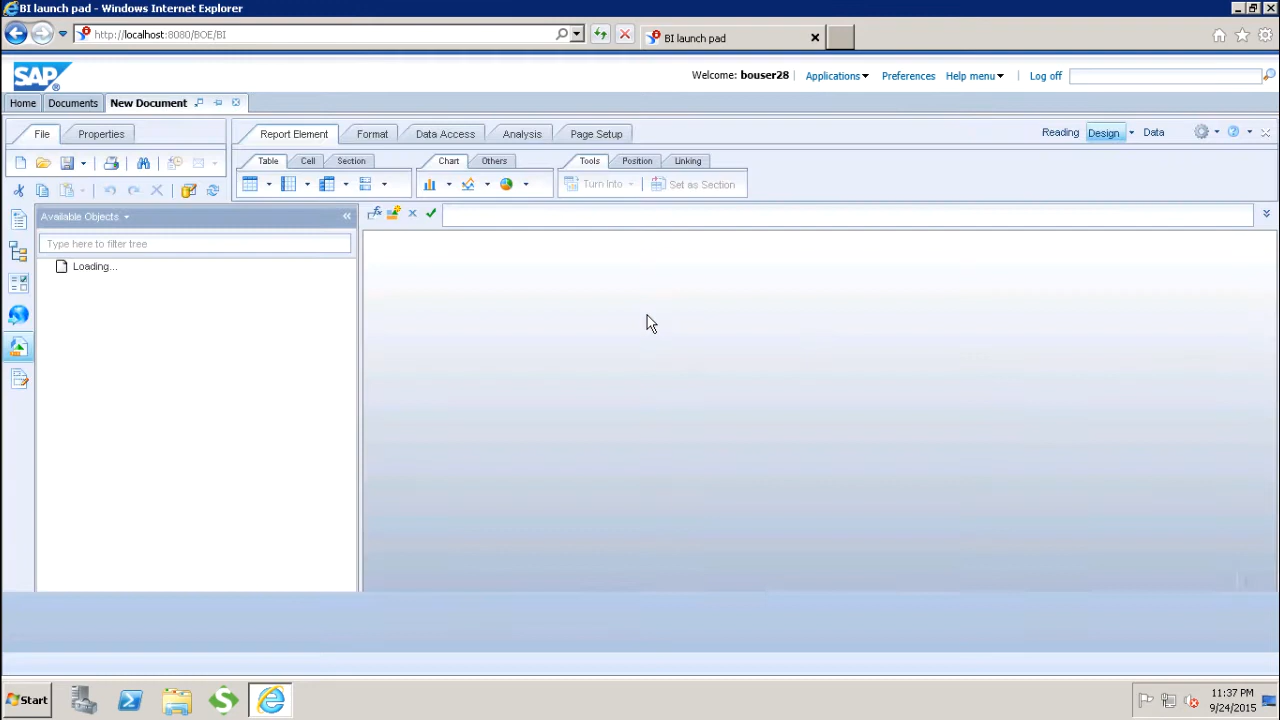 BI launch pad - Windows Internet Explorer
http://localhost:8080/BOE/BI
BI launch pad
SAP
Welcome: bouser28
Applications
Preferences
Help menu
Log off
Home
Documents
New Document
File
Properties
Report Element
Format
Data Access
Analysis
Page Setup
Reading
Design
Data
Table
Cell
Section
Chart
Others
Tools
Position
Linking
Turn Into
Set as Section
Available Objects
Type here to filter tree
Loading...
Start
11:37 PM
9/24/2015